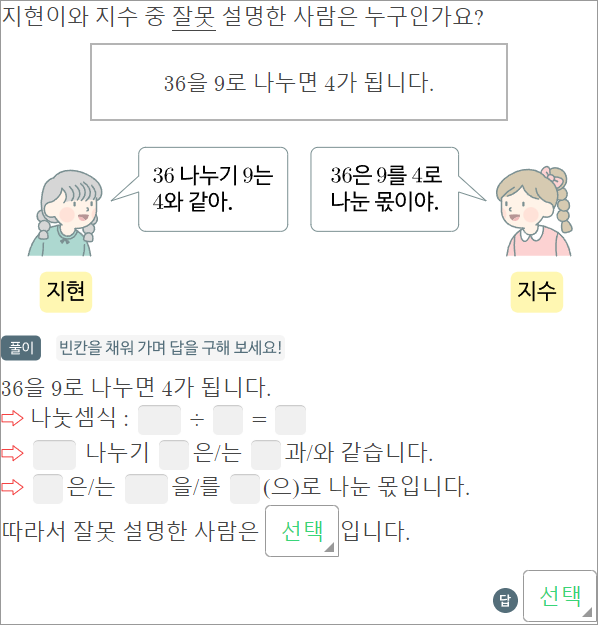 지현이와 지수 중 잘못 설명한 사람은 누구인가요?
36을 9로 나누면 4가 됩니다.
36 나누기 9는
4와 같아.
36은 9를 4로
나눈 몫이야.
지현
지수
풀이 빈칸을 채워 가며 답을 구해 보세요!
36을 9로 나누면 4가 됩니다.
⇨ 나눗셈식 : ÷ =
⇨ 나누기 은/는 과/와 같습니다.
⇨ 은/는 을/를 (으)로 나눈 몫입니다.
따라서 잘못 설명한 사람은 선택 입니다.
답 선택